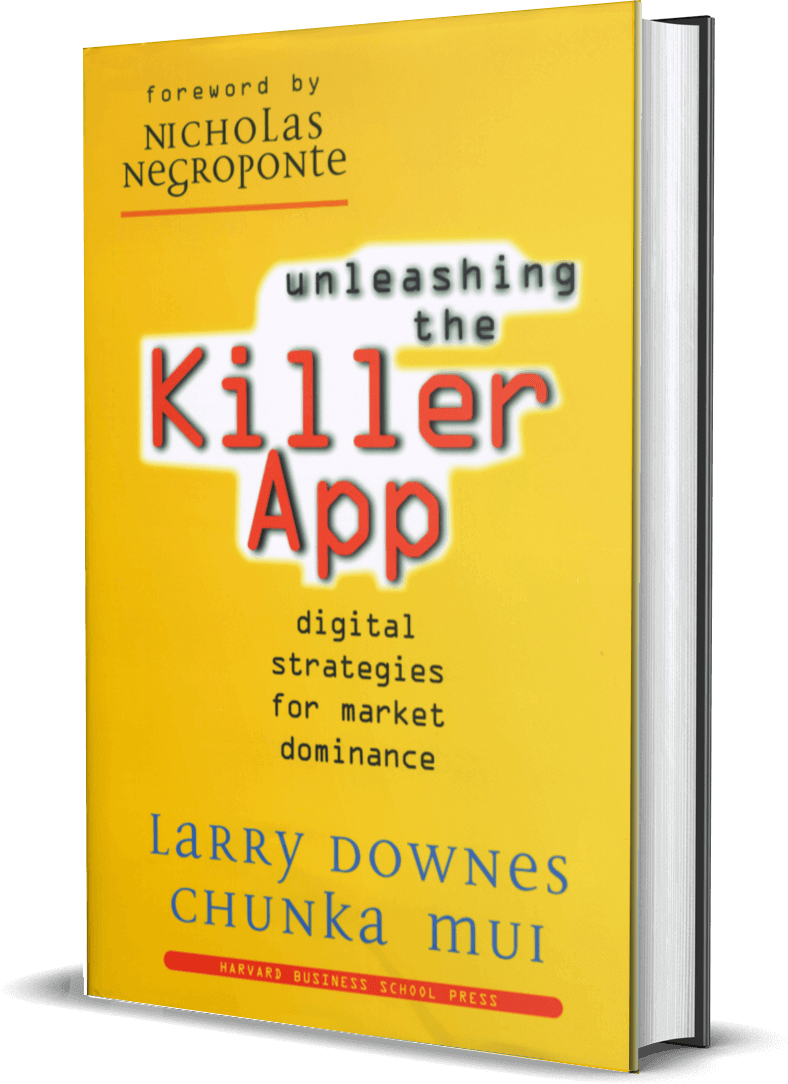 foreword by
NICHOLAS
NEGROPONTE
unleashing
the
Killer
App
digital
strategies
for market
dominance
LARRY DOWNES
CHUNKA MUI
HARVARD BUSINESS SCHOOL PRESS